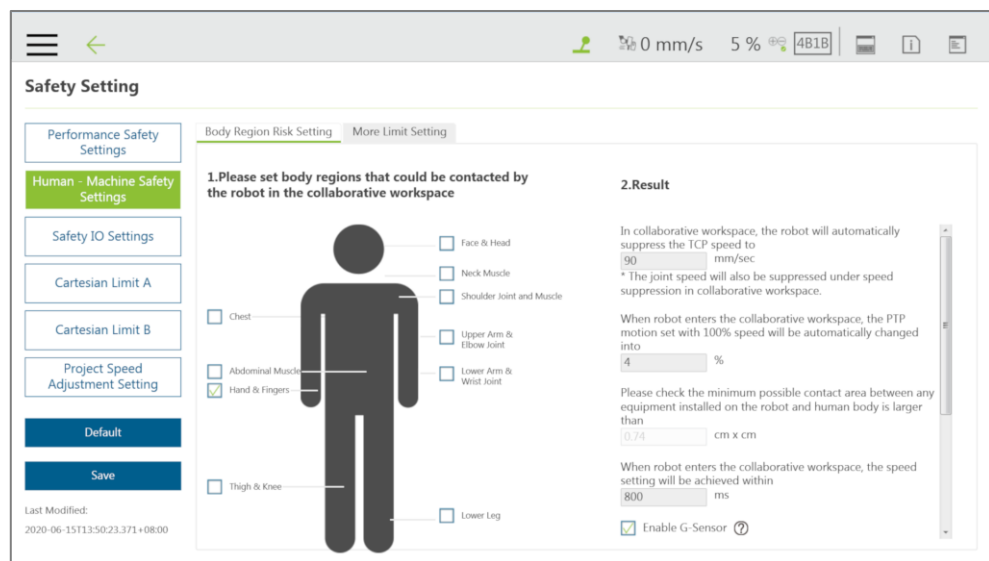 0 mm/s 5 % 4B1B
Safety Setting
Performance Safety
Settings
Human - Machine Safety
Settings
Safety IO Settings
Cartesian Limit A
Cartesian Limit B
Project Speed
Adjustment Setting
Default
Save
Last Modified:
2020-06-15T13:50:23.371+08:00
Body Region Risk Setting More Limit Setting
1.Please set body regions that could be contacted by
the robot in the collaborative workspace
Face & Head
Neck Muscle
Shoulder Joint and Muscle
Chest
Upper Arm &
Elbow Joint
Abdominal Muscle
Lower Arm &
Wrist Joint
Hand & Fingers
Thigh & Knee
Lower Leg
2.Result
In collaborative workspace, the robot will automatically
suppress the TCP speed to
90 mm/sec
* The joint speed will also be suppressed under speed
suppression in collaborative workspace.
When robot enters the collaborative workspace, the PTP
motion set with 100% speed will be automatically changed
into
4 %
Please check the minimum possible contact area between any
equipment installed on the robot and human body is larger
than
0.74 cm x cm
When robot enters the collaborative workspace, the speed
setting will be achieved within
800 ms
Enable G-Sensor ?